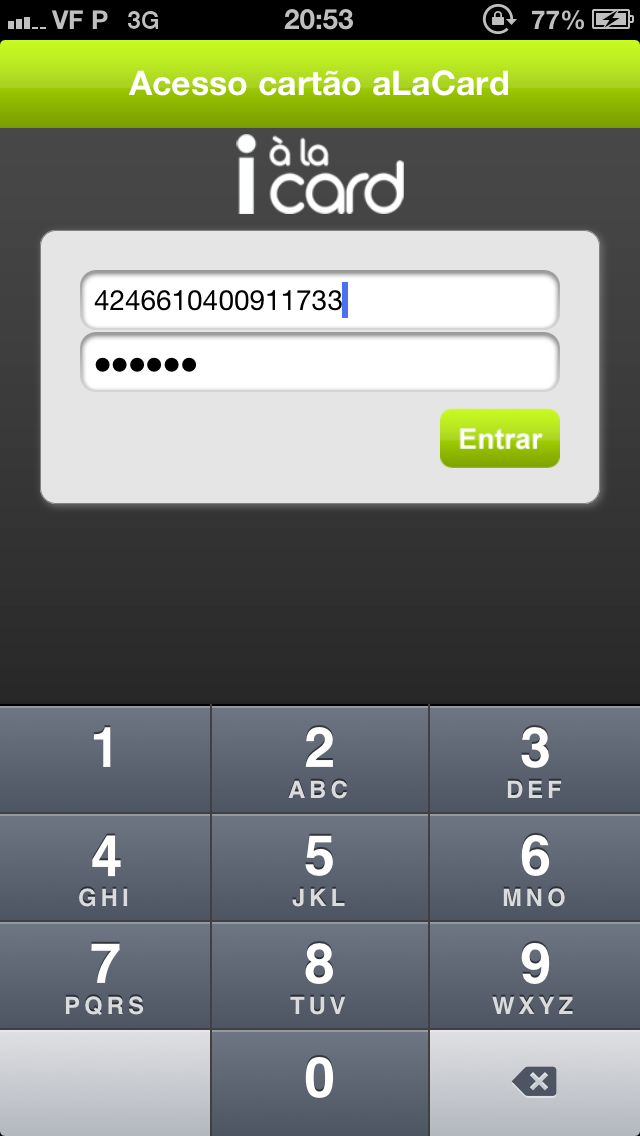 VF P 3G 20:53 77%
Acesso cartão aLaCard
à la
card
4246610400911733
••••••
Entrar
1 2 3
ABC DEF
4 5 6
GHI JKL MNO
7 8 9
PQRS TUV WXYZ
0